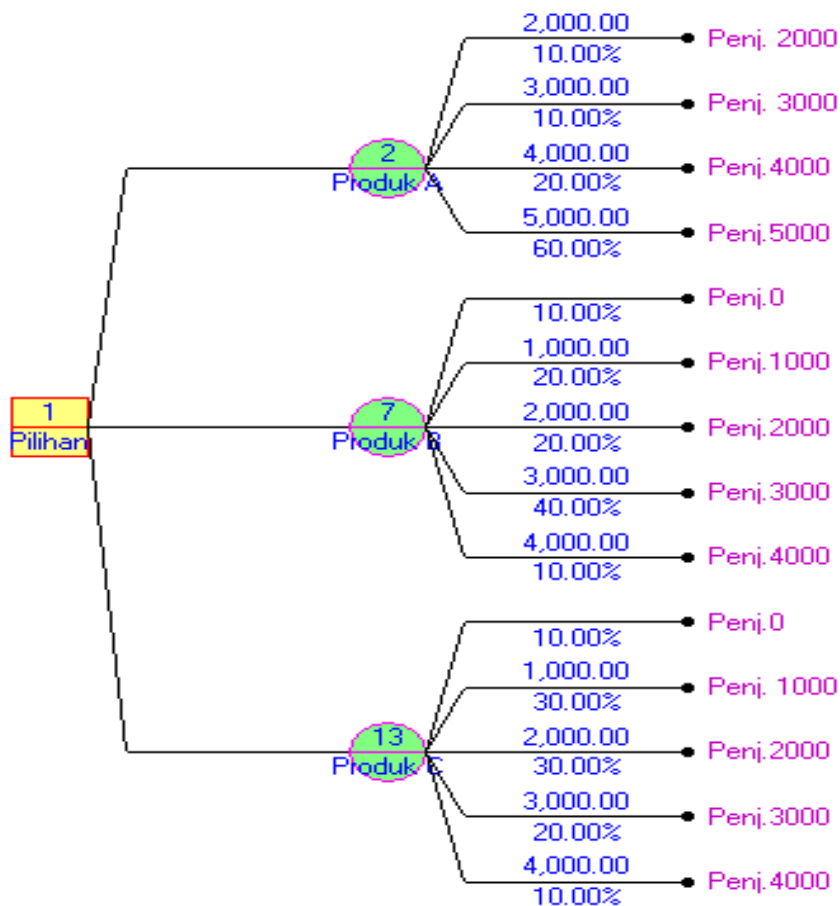 2,000.00
10.00%
Penj. 2000
3,000.00
10.00%
Penj. 3000
2
Produk A
4,000.00
20.00%
Penj.4000
5,000.00
60.00%
Penj.5000
10.00%
Penj.0
1,000.00
20.00%
Penj.1000
1
Pilihan
7
Produk B
2,000.00
20.00%
Penj.2000
3,000.00
40.00%
Penj.3000
4,000.00
10.00%
Penj.4000
10.00%
Penj.0
1,000.00
30.00%
Penj. 1000
13
Produk C
2,000.00
30.00%
Penj.2000
3,000.00
20.00%
Penj.3000
4,000.00
10.00%
Penj.4000